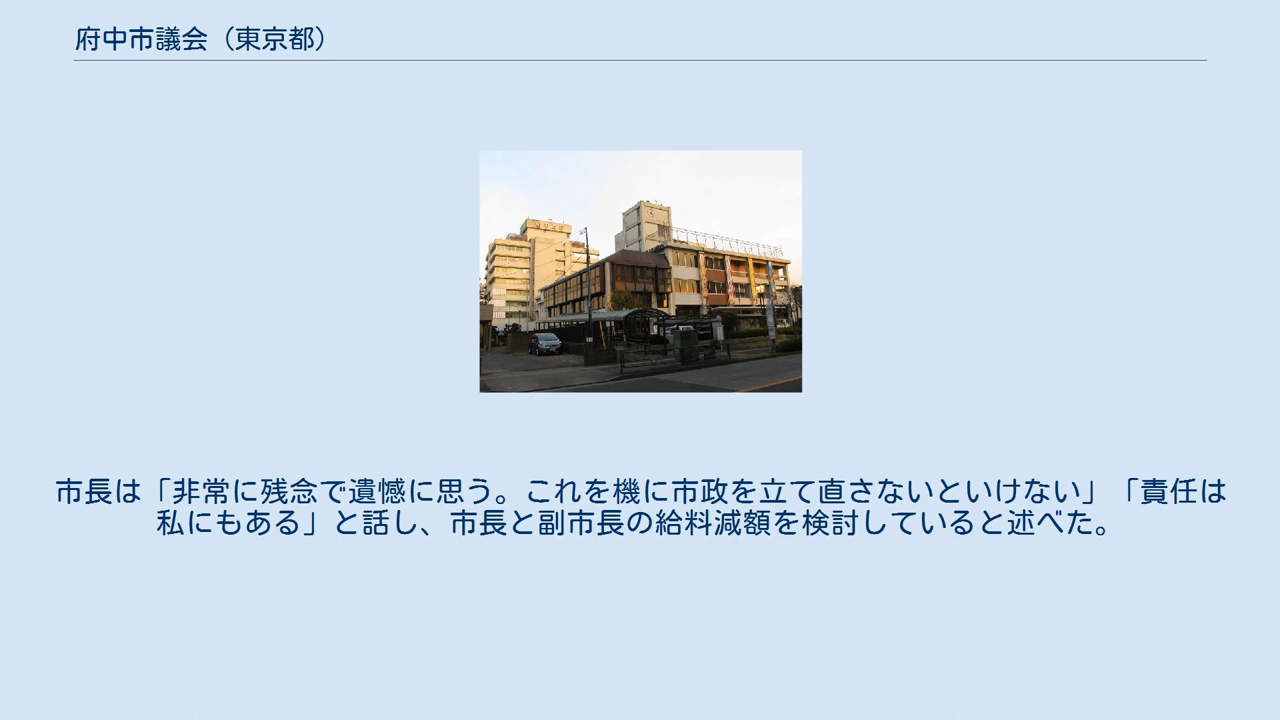 府中市議会（東京都）
市長は「非常に残念で遺憾に思う。これを機に市政を立て直さないといけない」「責任は
私にもある」と話し、市長と副市長の給料減額を検討していると述べた。